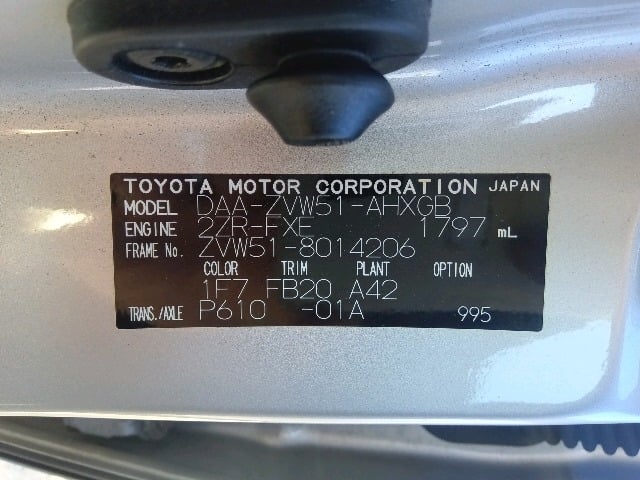 TOYOTA MOTOR CORPORATION JAPAN
MODEL DAA-ZVW51-AHXGB
ENGINE 2ZR-FXE 1797 mL
FRAME No. ZVW51-8014206
COLOR TRIM PLANT OPTION
1F7 FB20 A42
TRANS./AXLE P610 -01A 995